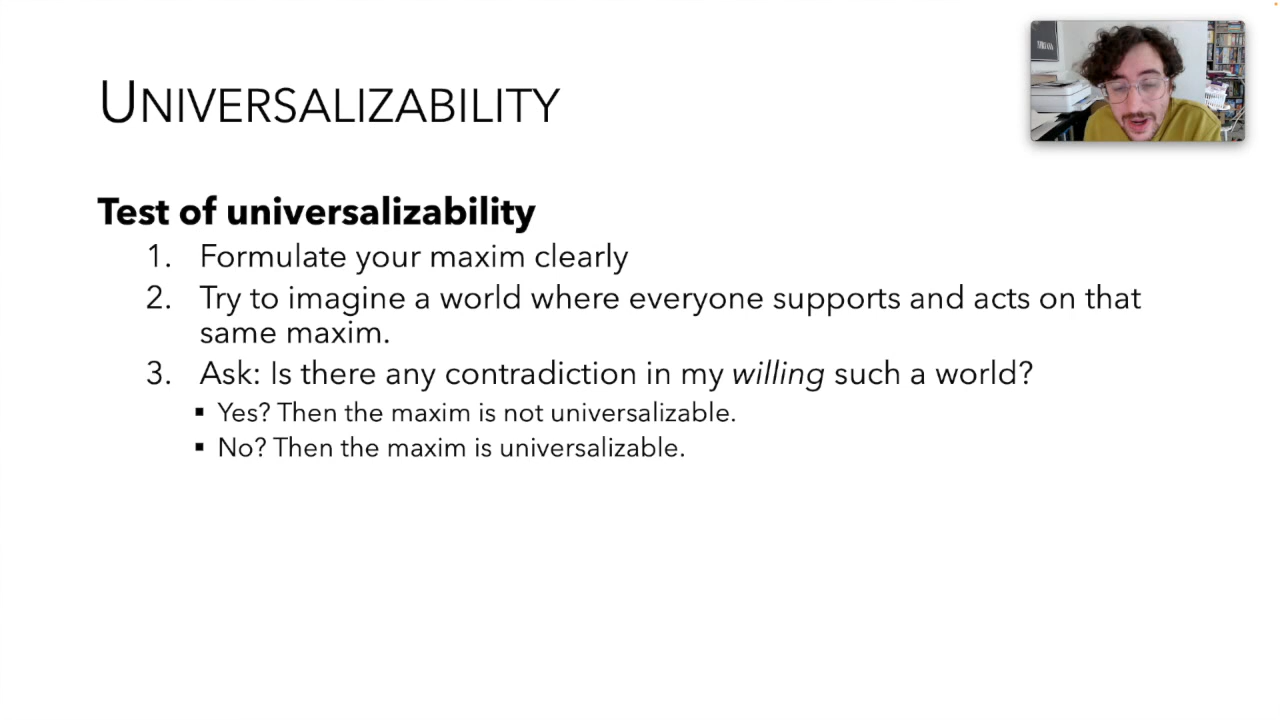 UNIVERSALIZABILITY
Test of universalizability
1. Formulate your maxim clearly
2. Try to imagine a world where everyone supports and acts on that
same maxim.
3. Ask: Is there any contradiction in my willing such a world?
▪ Yes? Then the maxim is not universalizable.
▪ No? Then the maxim is universalizable.
NIRVANA